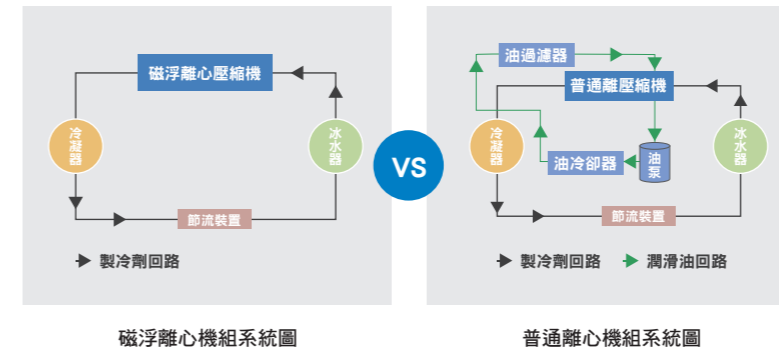 磁浮離心壓縮機
冷凝器
冰水器
節流裝置
製冷劑回路
磁浮離心機組系統圖
VS
油過濾器
普通離壓縮機
冷凝器
油冷卻器
油泵
冰水器
節流裝置
製冷劑回路
潤滑油回路
普通離心機組系統圖